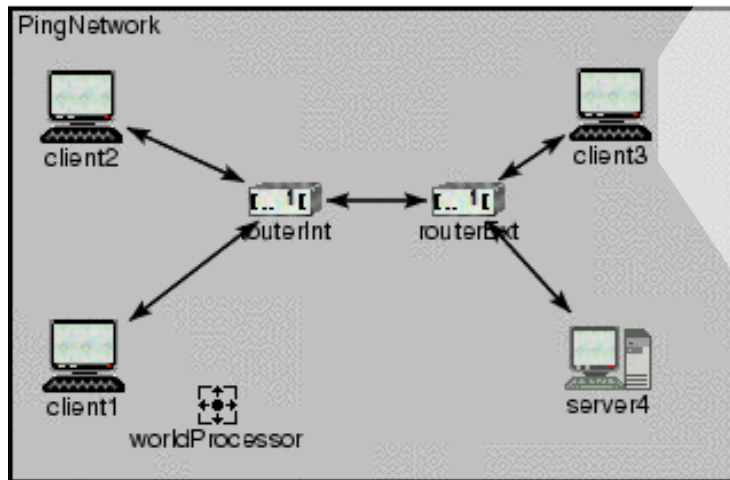 PingNetwork
client2
client3
routerInt
routerExt
client1
server4
worldProcessor